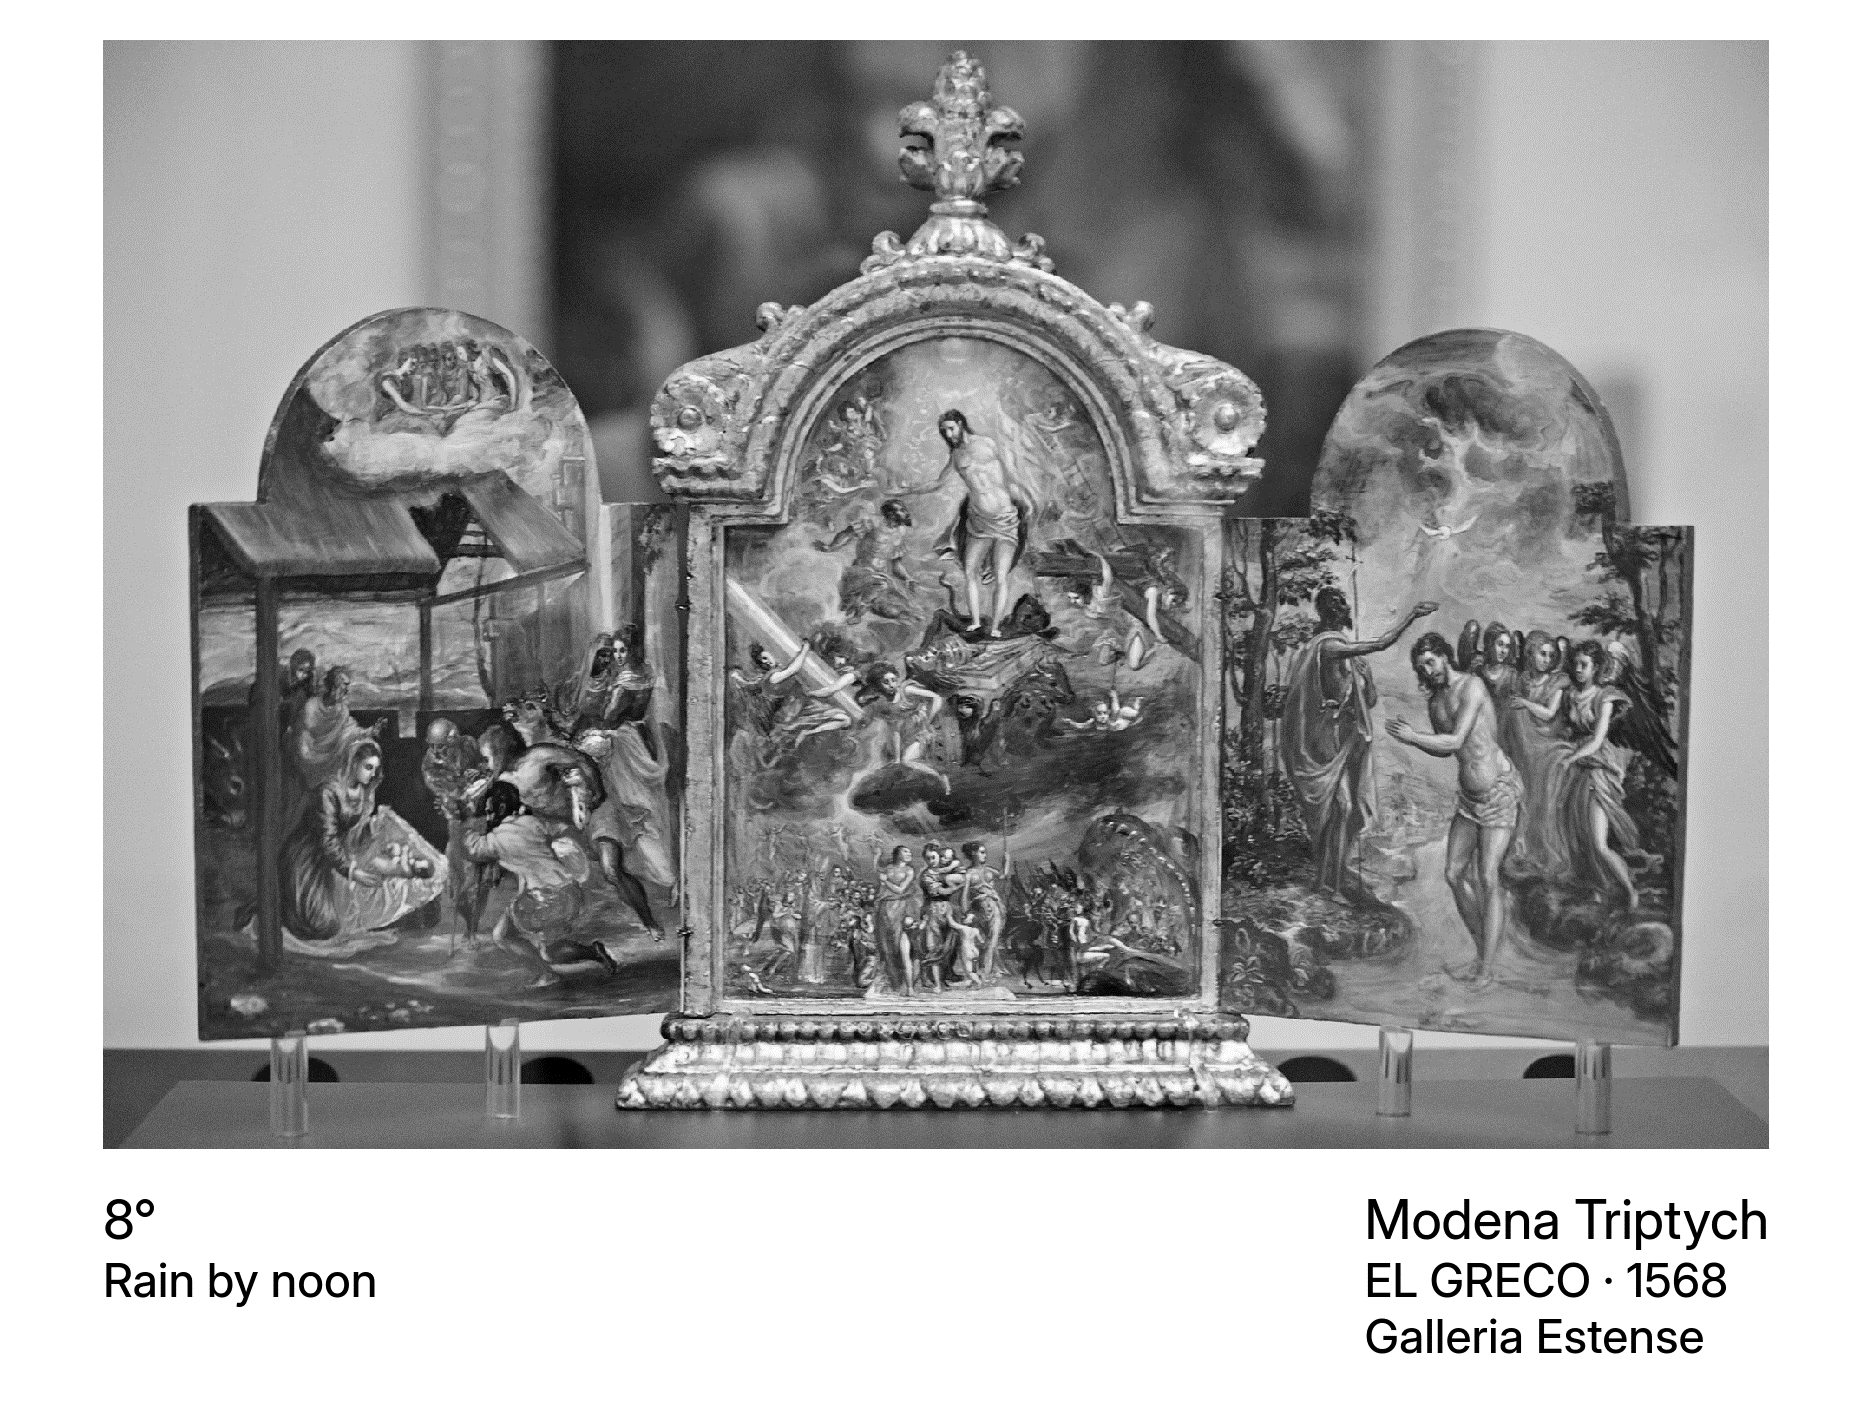 8°
Rain by noon
Modena Triptych
EL GRECO · 1568
Galleria Estense